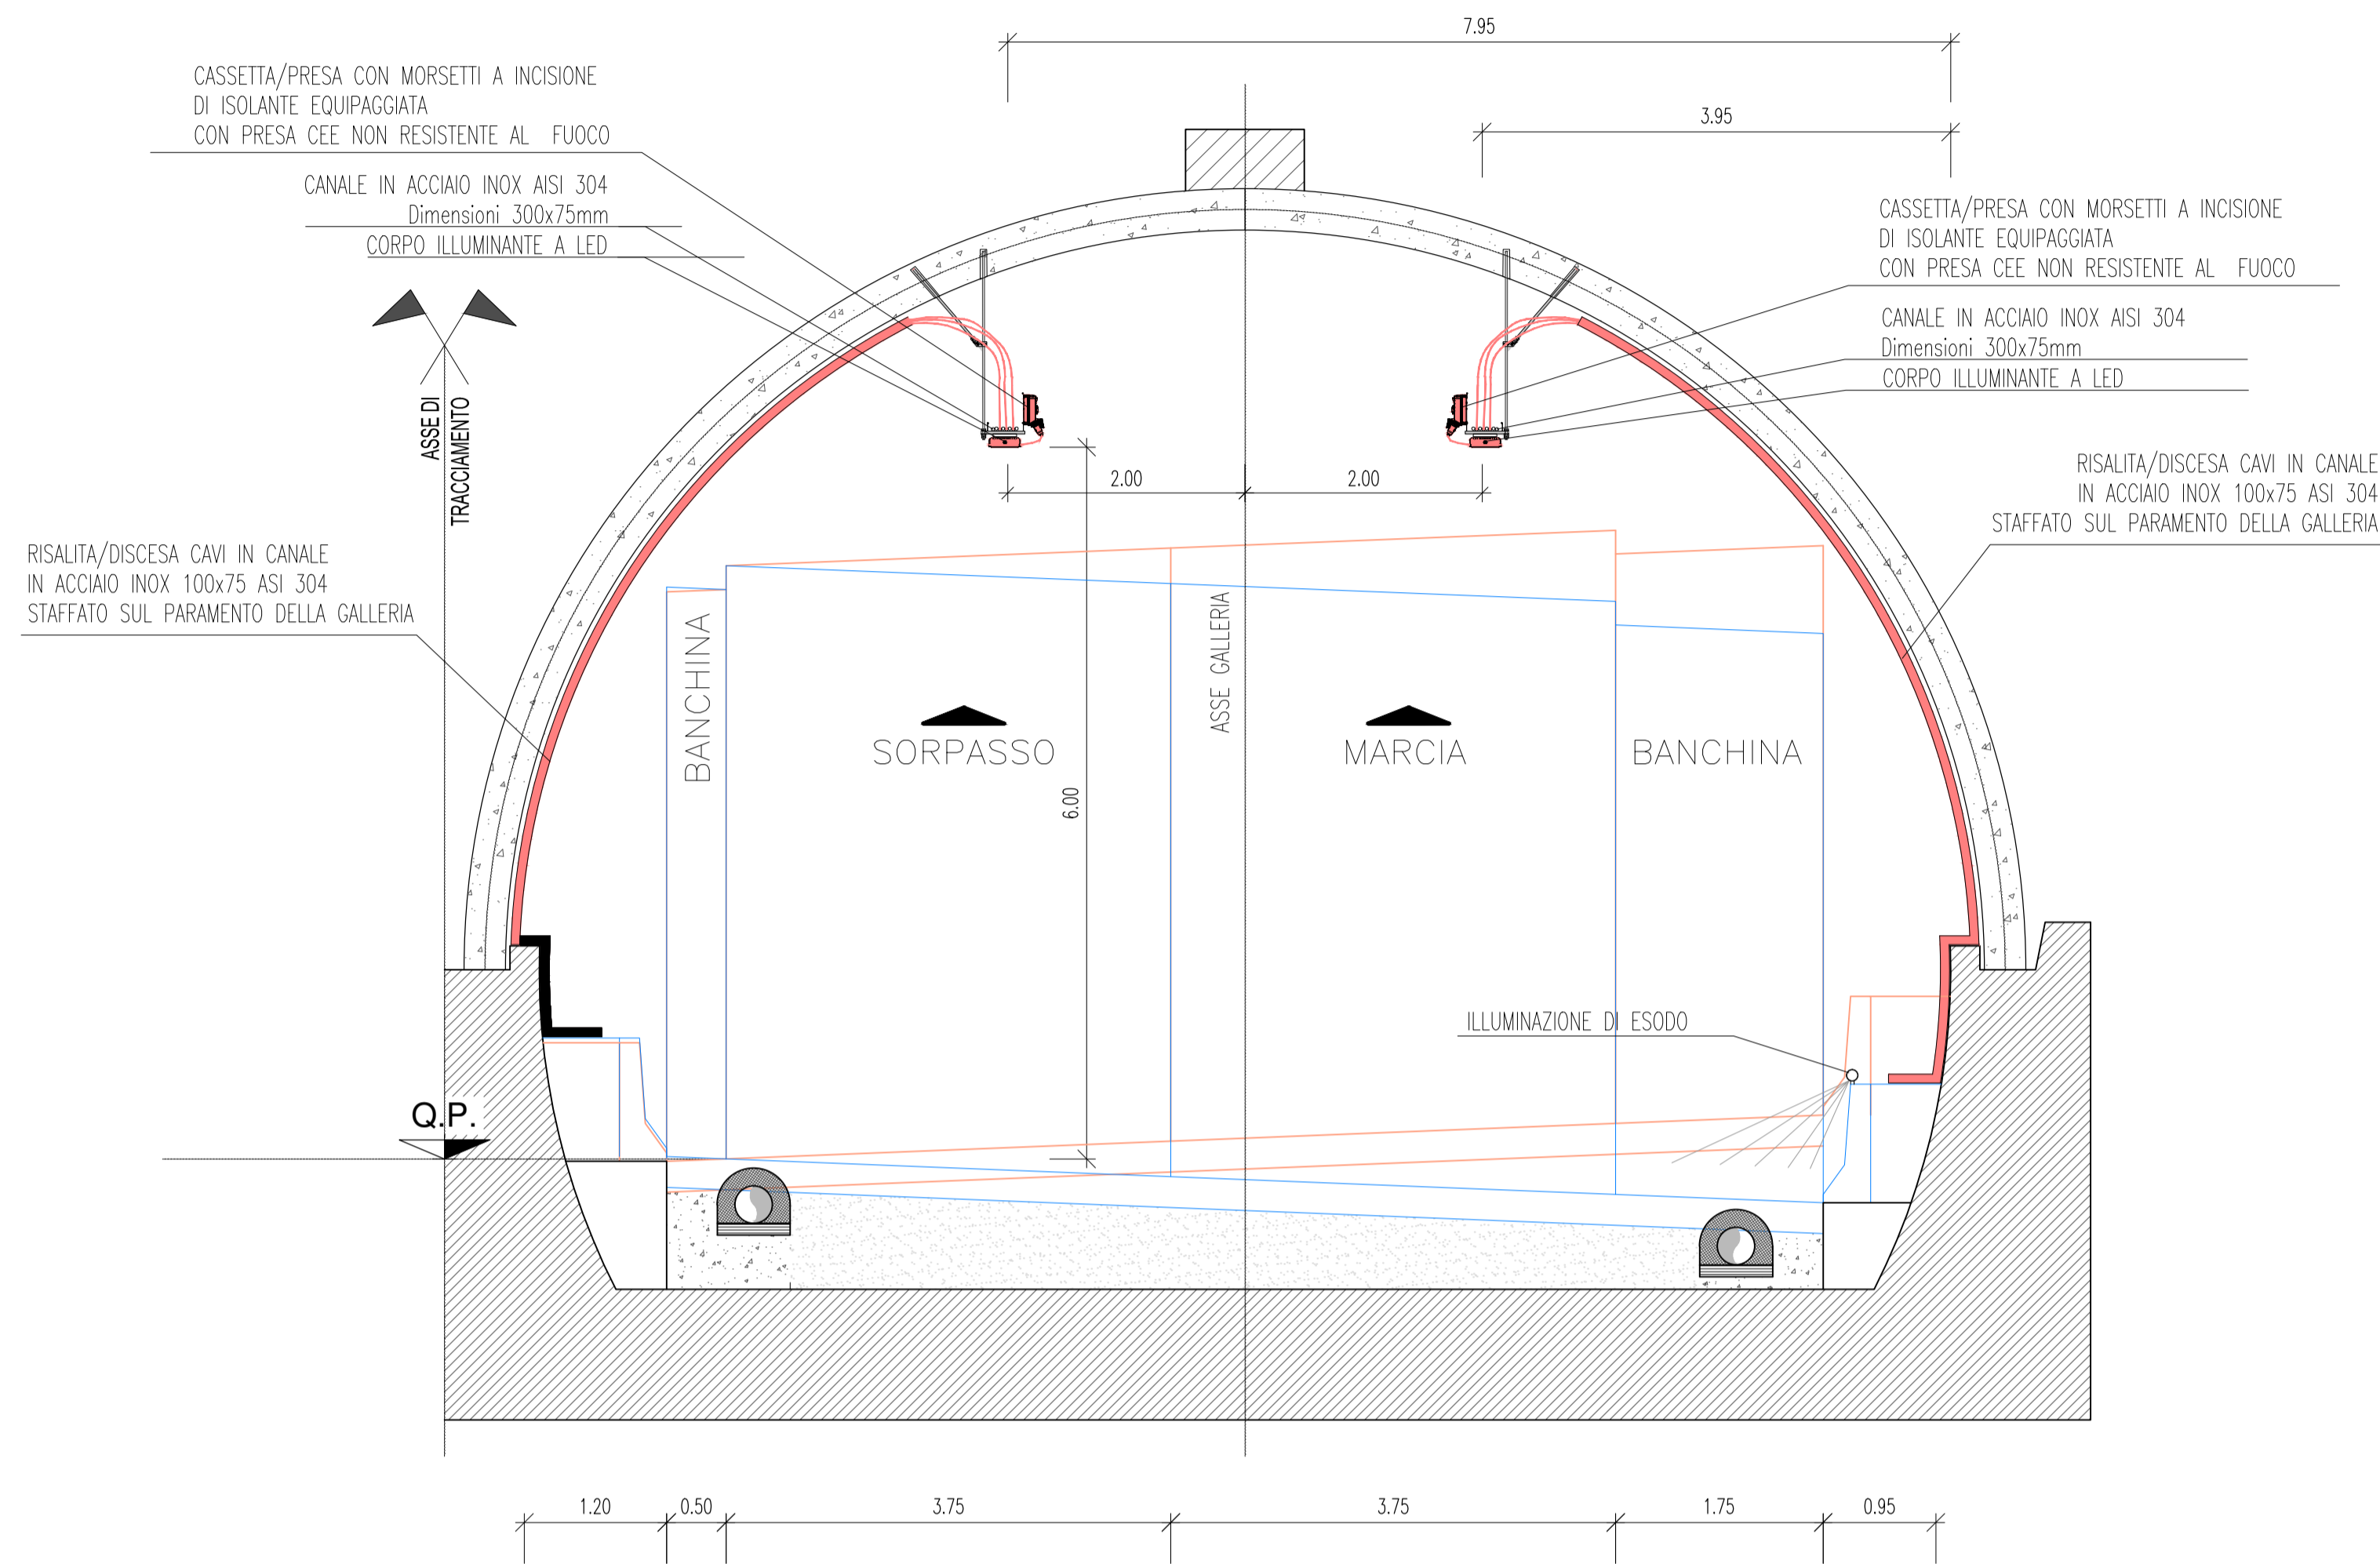 7.95
3.95
CASSETTA/PRESA CON MORSETTI A INCISIONE
DI ISOLANTE EQUIPAGGIATA
CON PRESA CEE NON RESISTENTE AL FUOCO
CANALE IN ACCIAIO INOX AISI 304
Dimensioni 300x75mm
CORPO ILLUMINANTE A LED
CASSETTA/PRESA CON MORSETTI A INCISIONE
DI ISOLANTE EQUIPAGGIATA
CON PRESA CEE NON RESISTENTE AL FUOCO
CANALE IN ACCIAIO INOX AISI 304
Dimensioni 300x75mm
CORPO ILLUMINANTE A LED
ASSE DI
TRACCIAMENTO
2.00
2.00
RISALITA/DISCESA CAVI IN CANALE
IN ACCIAIO INOX 100x75 ASI 304
STAFFATO SUL PARAMENTO DELLA GALLERIA
RISALITA/DISCESA CAVI IN CANALE
IN ACCIAIO INOX 100x75 ASI 304
STAFFATO SUL PARAMENTO DELLA GALLERIA
BANCHINA
SORPASSO
ASSE GALLERIA
MARCIA
BANCHINA
6.00
ILLUMINAZIONE DI ESODO
Q.P.
1.20
0.50
3.75
3.75
1.75
0.95